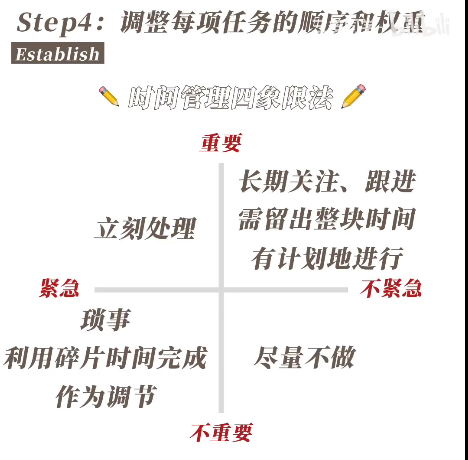 Step4：调整每项任务的顺序和权重
Establish
时间管理四象限法
重要
长期关注、跟进
立刻处理
需留出整块时间
有计划地进行
紧急
不紧急
琐事
利用碎片时间完成
尽量不做
作为调节
不重要